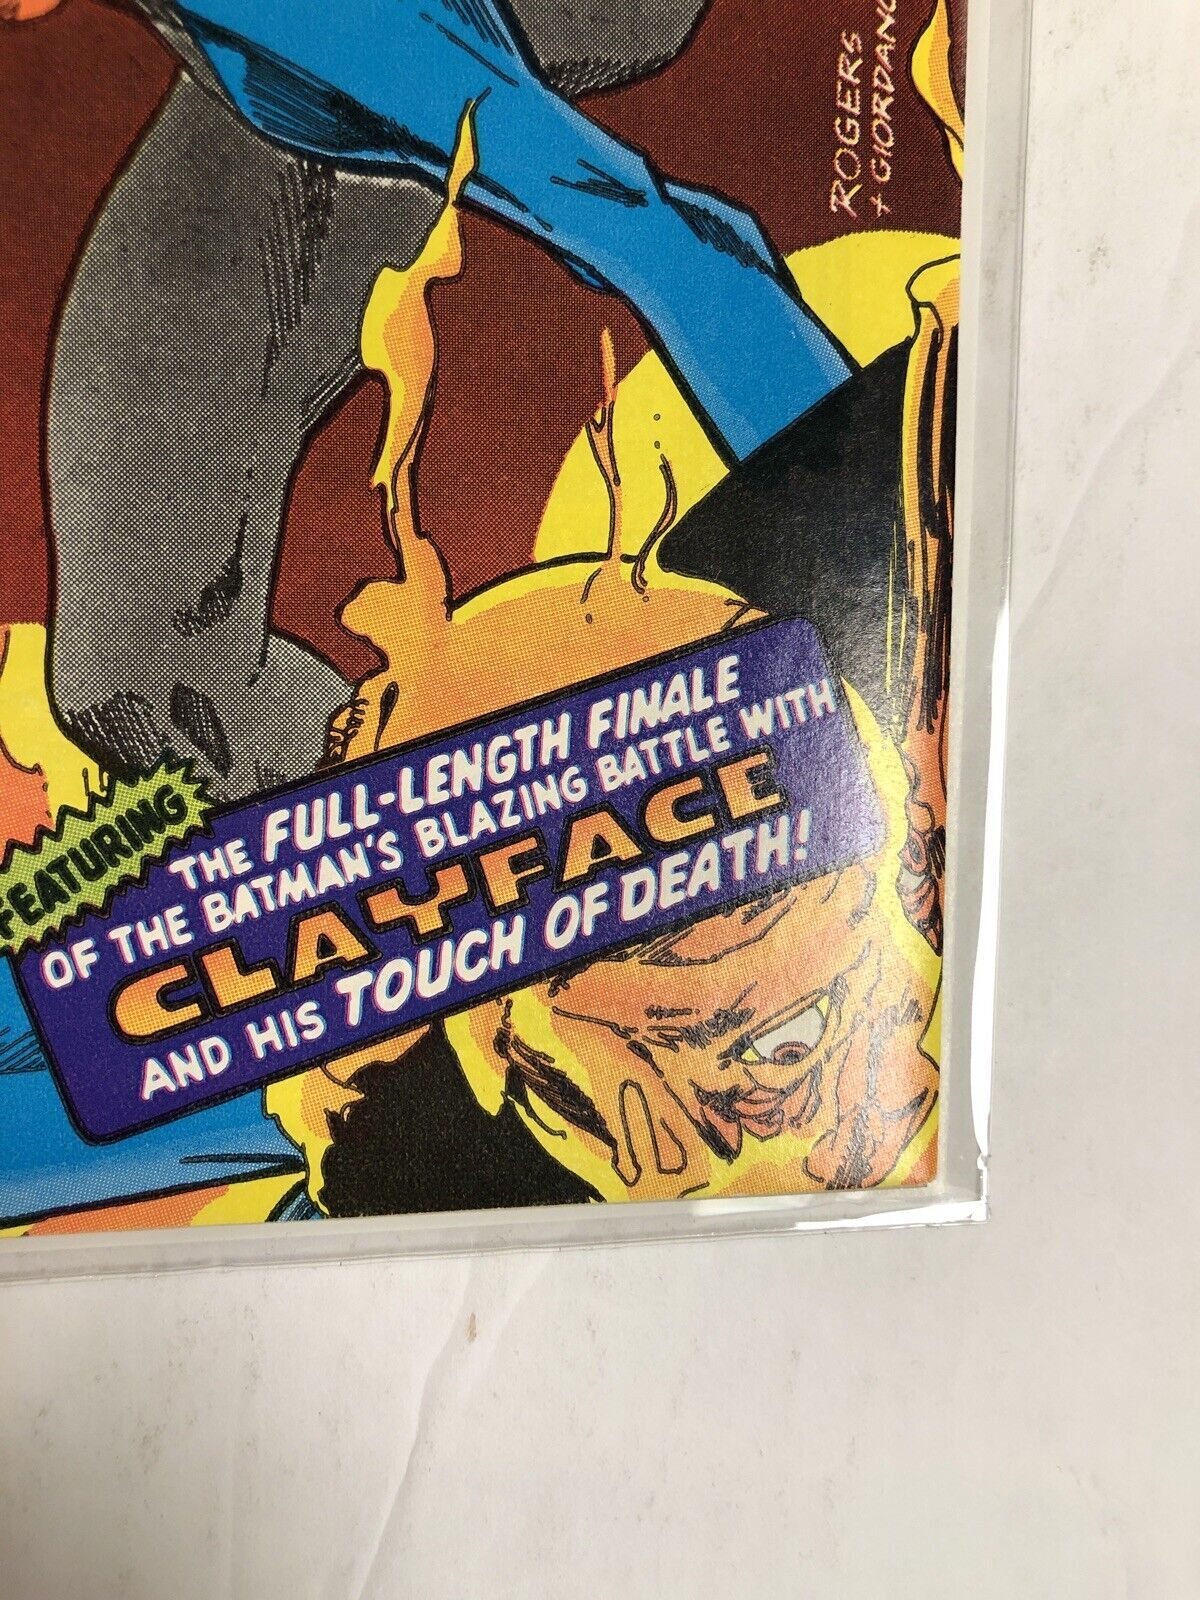 ROGERS
+ GIORDANO
FEATURING
THE FULL-LENGTH FINALE
OF THE BATMAN'S BLAZING BATTLE WITH
CLAYFACE
AND HIS TOUCH OF DEATH!